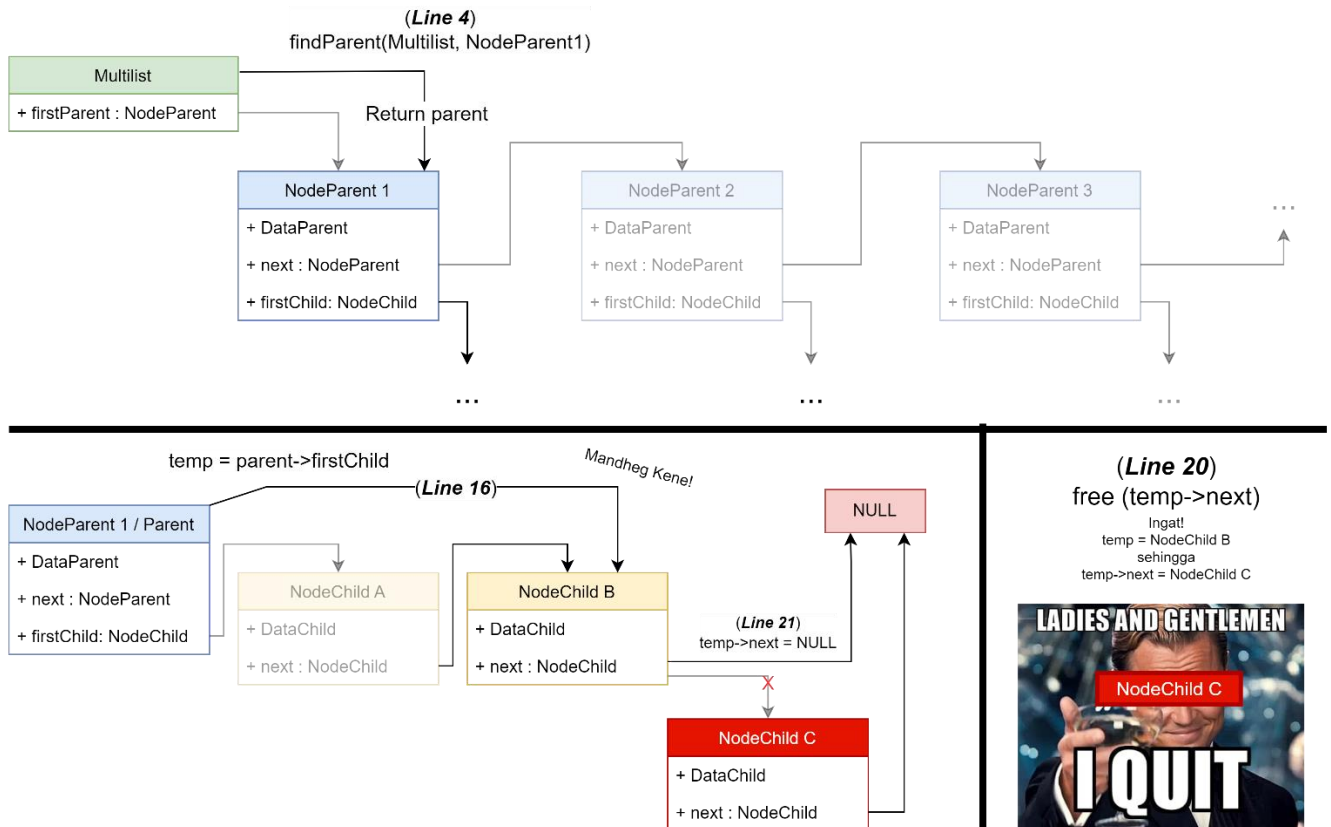 (Line 4)
findParent(Multilist, NodeParent1)
Multilist
+ firstParent : NodeParent
Return parent
NodeParent 1
+ DataParent
+ next : NodeParent
+ firstChild: NodeChild
...
NodeParent 2
+ DataParent
+ next : NodeParent
+ firstChild: NodeChild
...
NodeParent 3
+ DataParent
+ next : NodeParent
+ firstChild: NodeChild
...
...
temp = parent->firstChild
(Line 16)
Mandheg Kene!
NodeParent 1 / Parent
+ DataParent
+ next : NodeParent
+ firstChild: NodeChild
NodeChild A
+ DataChild
+ next : NodeChild
NodeChild B
+ DataChild
+ next : NodeChild
NULL
(Line 21)
temp->next = NULL
X
NodeChild C
+ DataChild
+ next : NodeChild
(Line 20)
free (temp->next)
Ingat!
temp = NodeChild B
sehingga
temp->next = NodeChild C
LADIES AND GENTLEMEN
NodeChild C
I QUIT